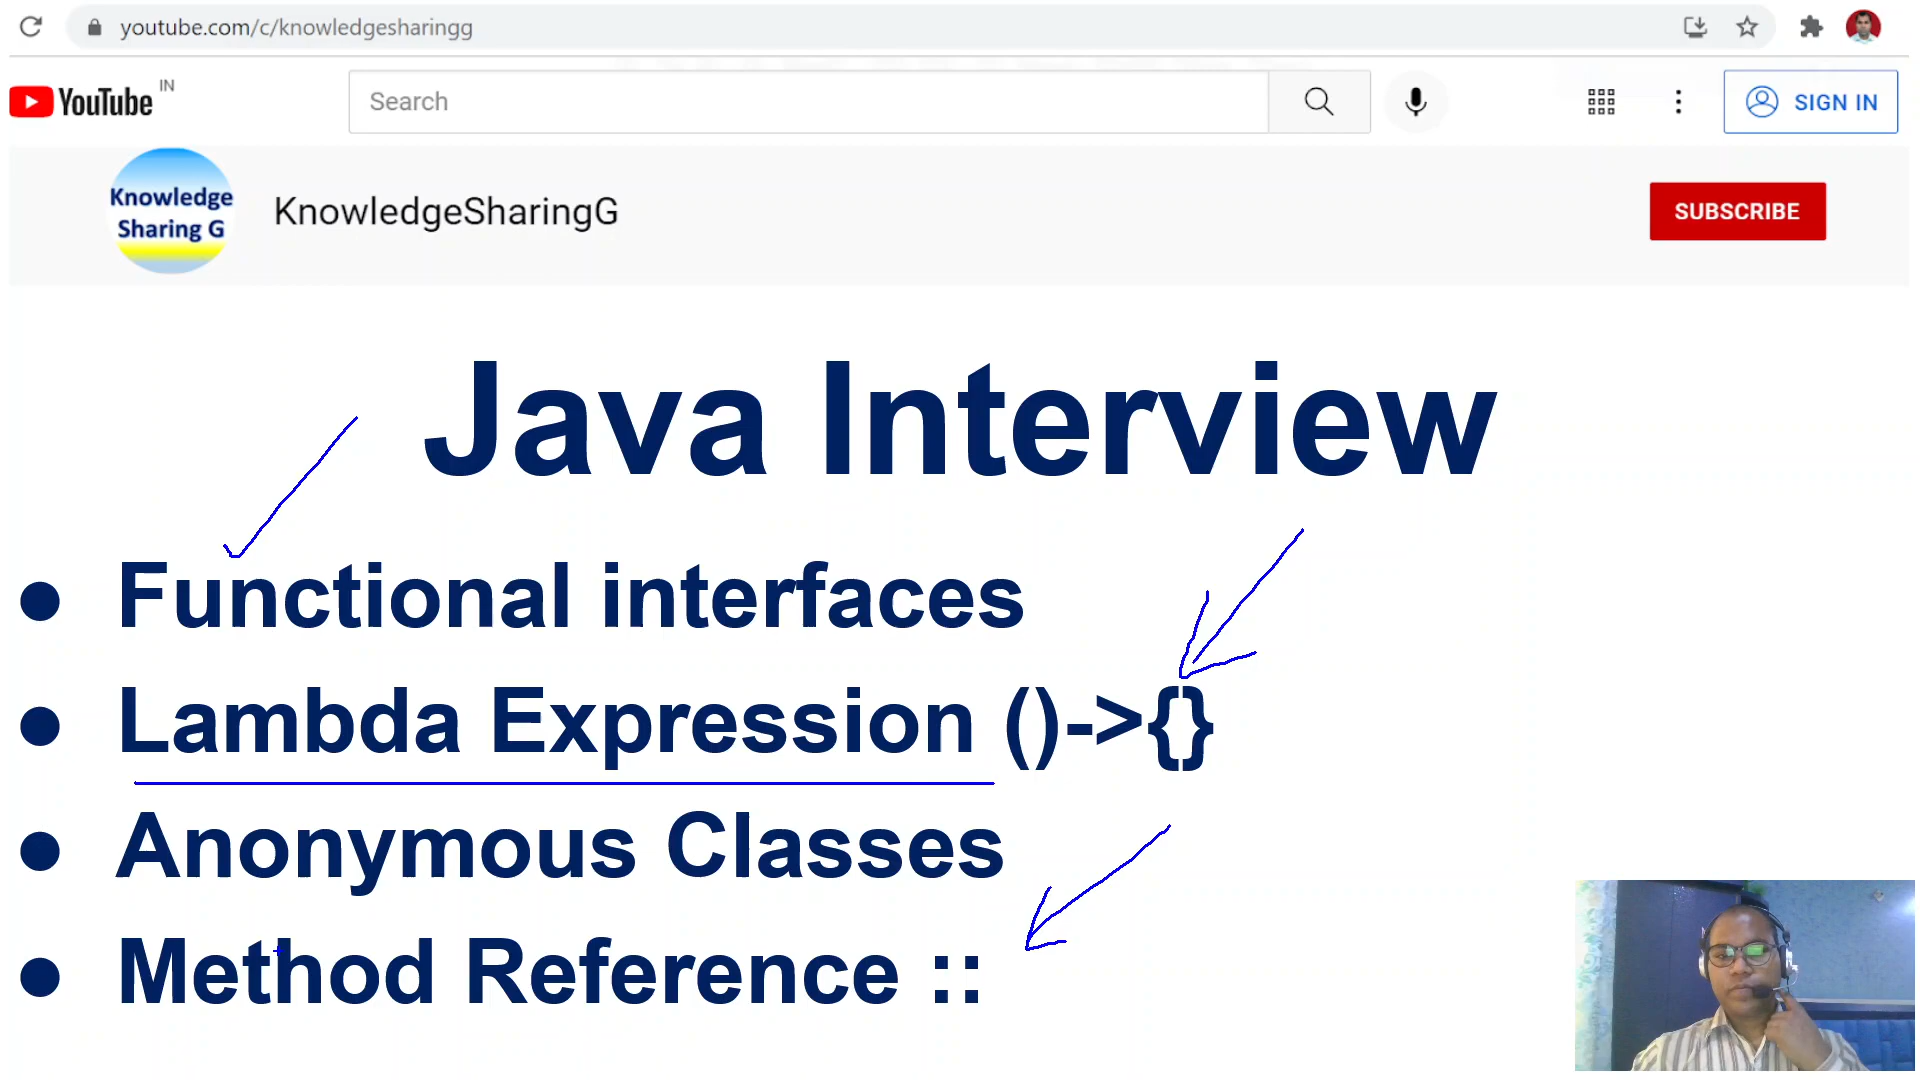 youtube.com/c/knowledgesharingg
YouTube IN
Search
SIGN IN
Knowledge
Sharing G
KnowledgeSharingG
SUBSCRIBE
Java Interview
● Functional interfaces
● Lambda Expression ()->{}
● Anonymous Classes
● Method Reference ::